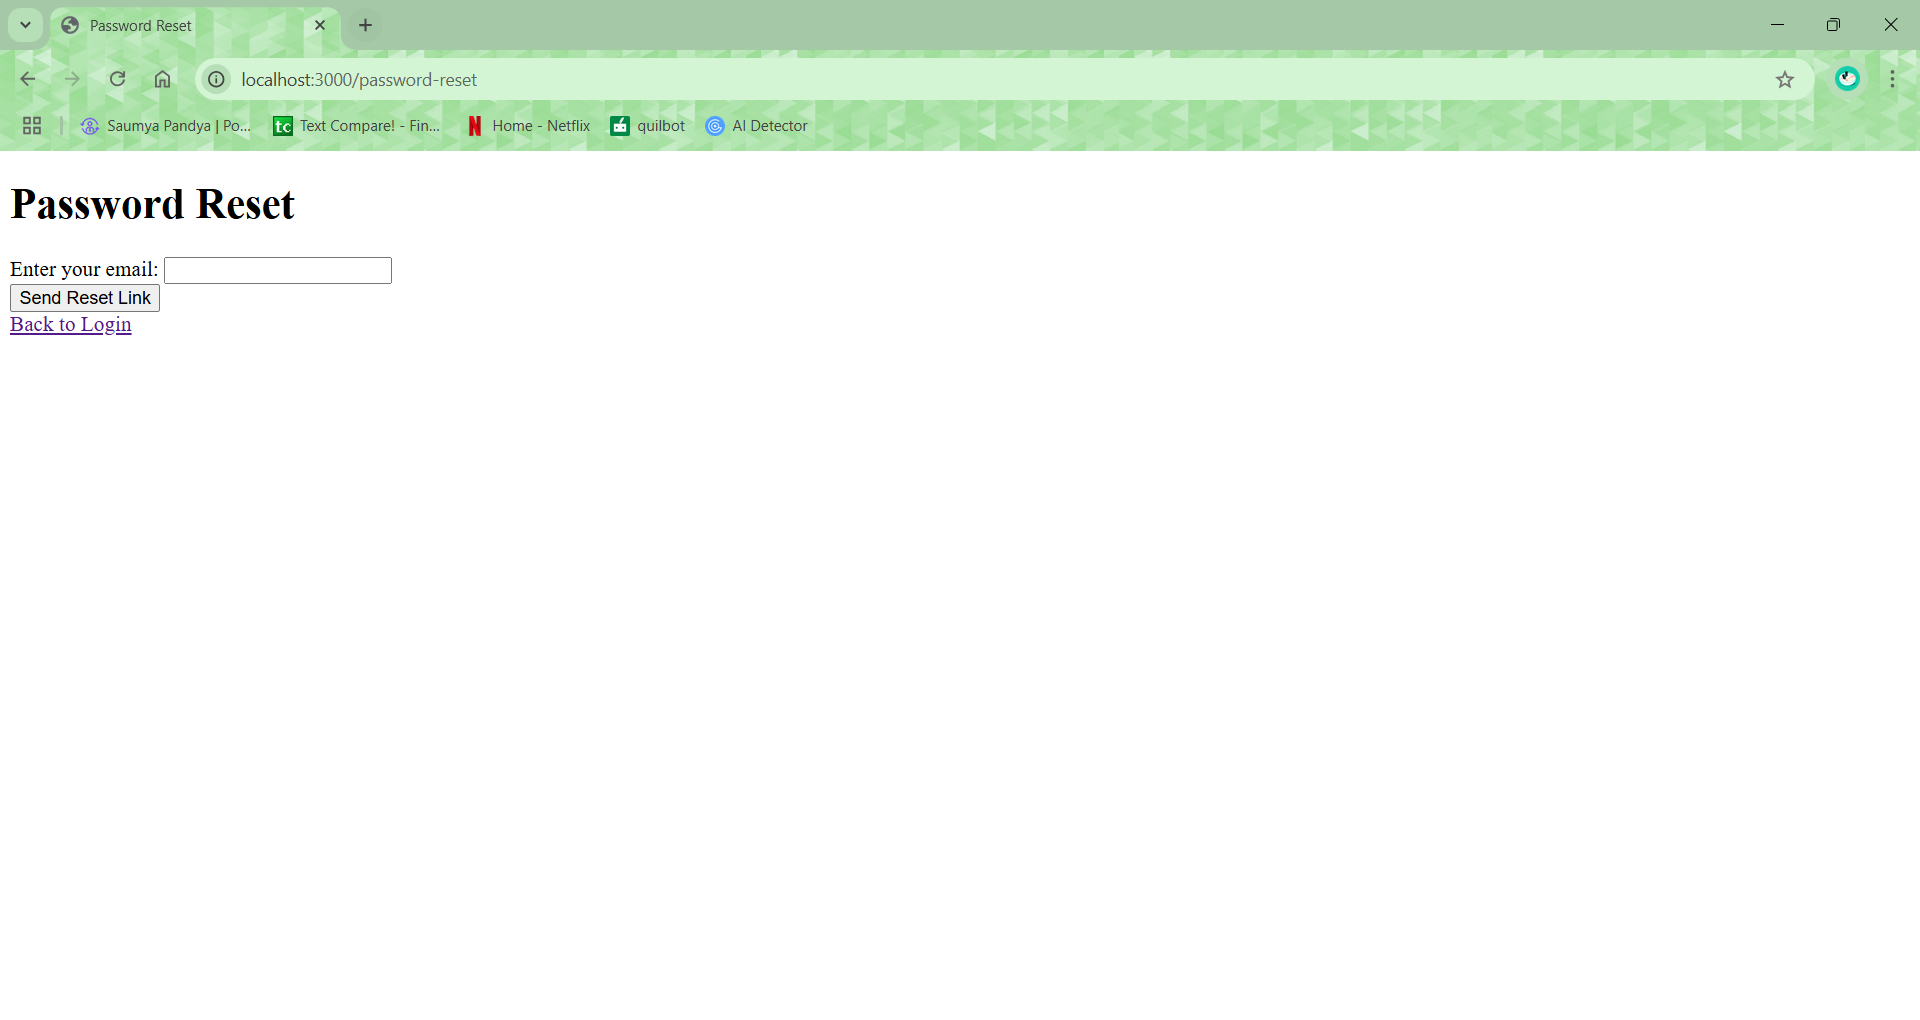 Password Reset
localhost:3000/password-reset
Saumya Pandya | Po... tc Text Compare! - Fin... N Home - Netflix quilbot AI Detector
Password Reset
Enter your email:
Send Reset Link
Back to Login